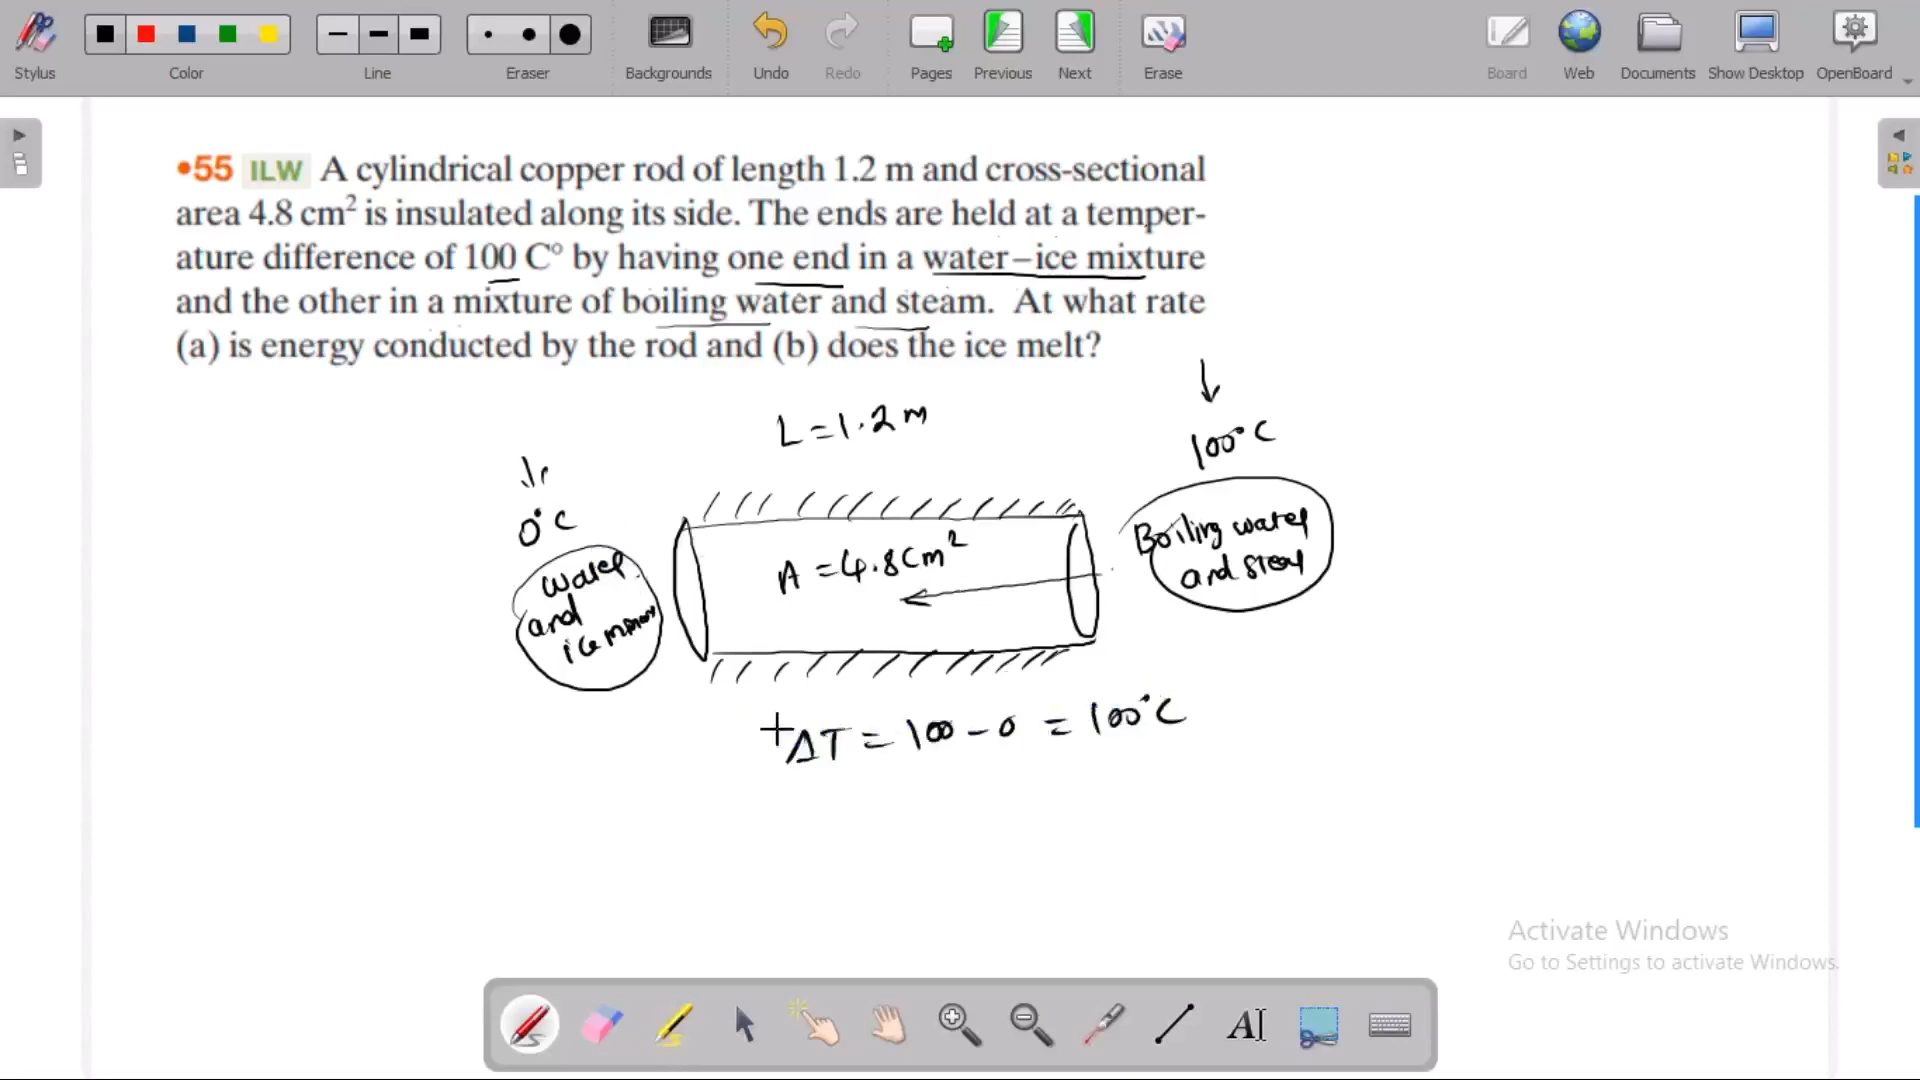 Stylus
Color
Line
Eraser
Backgrounds
Undo
Redo
Pages
Previous
Next
Erase
Board
Web
Documents
Show Desktop
OpenBoard
•55 ILW A cylindrical copper rod of length 1.2 m and cross-sectional
area 4.8 cm² is insulated along its side. The ends are held at a temper-
ature difference of 100 C° by having one end in a water–ice mixture
and the other in a mixture of boiling water and steam. At what rate
(a) is energy conducted by the rod and (b) does the ice melt?
L = 1.2 m
100°C
0°C
A = 4.8 cm²
Boiling water
and
water
and
ice
ΔT = 100 - 0 = 100°C
Activate Windows
Go to Settings to activate Windows.
AI